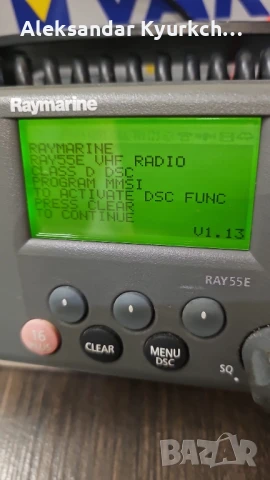 Aleksandar Kyurkch...
Raymarine
RAYMARINE
RAY55E VHF RADIO
CLASS D DSC
PROGRAM MMSI
TO ACTIVATE DSC FUNC
PRESS CLEAR
TO CONTINUE
V1.13
RAY55E
16
CLEAR
MENU
DSC
SQ
BAZAR